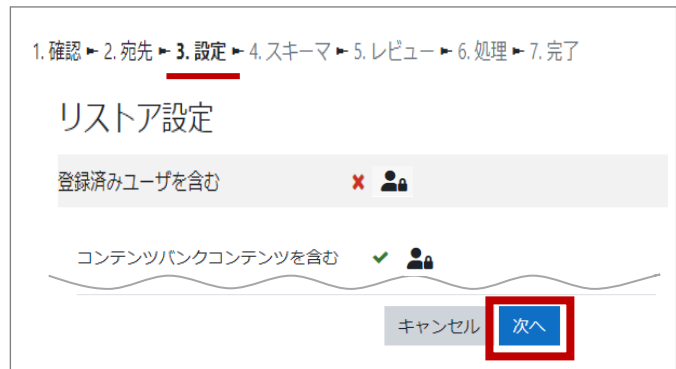 1. 確認 ► 2. 宛先 ► 3. 設定 ► 4. スキーマ ► 5. レビュー ► 6. 処理 ► 7. 完了
リストア設定
登録済みユーザを含む
コンテンツバンクコンテンツを含む
キャンセル 次へ